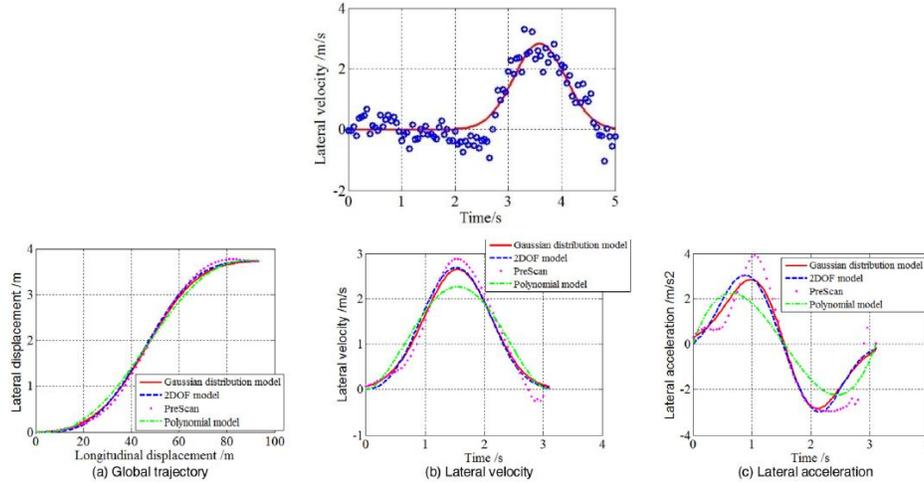 4
2
0
-2
Lateral velocity /m/s
0 1 2 3 4 5
Time/s
4
3
2
1
0
Lateral displacement /m
Gaussian distribution model
2DOF model
PreScan
Polynomial model
0 20 40 60 80 100
Longitudinal displacement /m
(a) Global trajectory
3
2
1
0
-1
Lateral velocity /m/s
Gaussian distribution model
2DOF model
PreScan
Polynomial model
0 1 2 3 4
Time /s
(b) Lateral velocity
4
2
0
-2
-4
Lateral acceleration /m/s2
Gaussian distribution model
2DOF model
PreScan
Polynomial model
0 1 2 3 4
Time /s
(c) Lateral acceleration